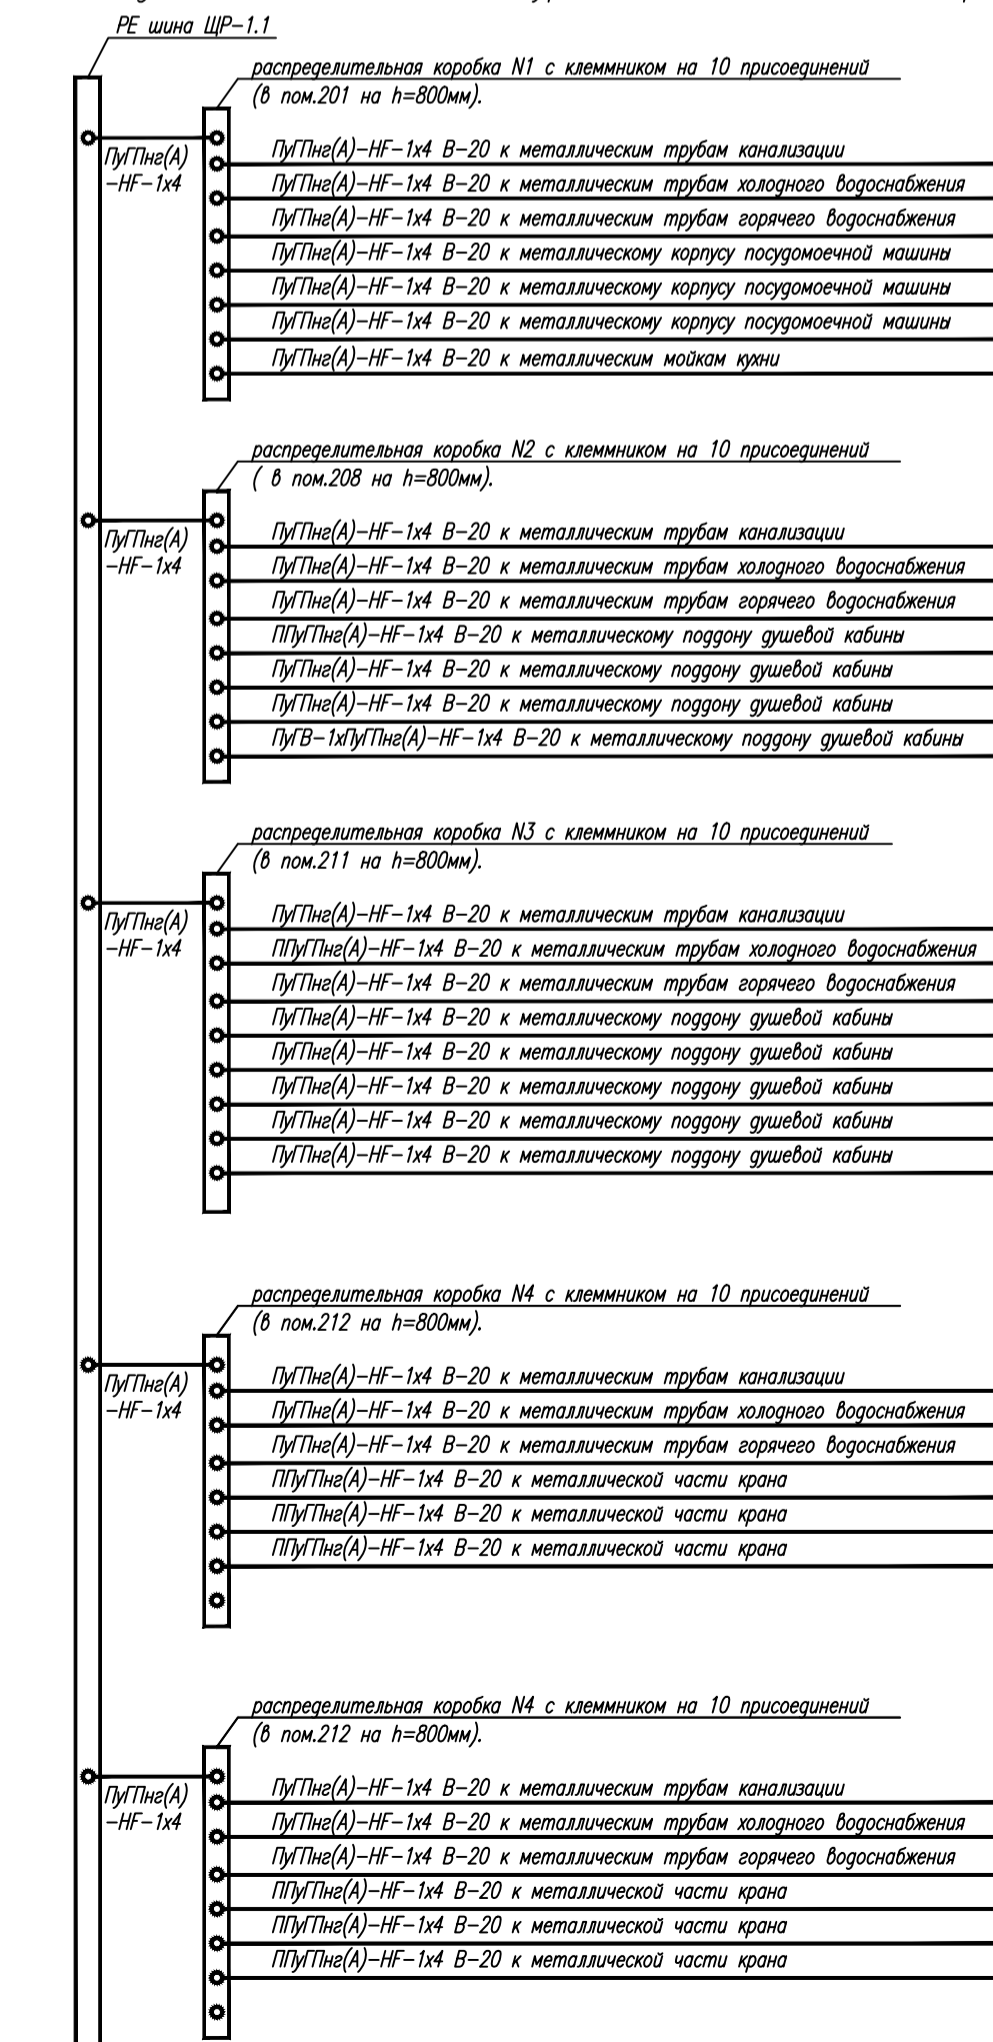 РЕ шина ЩР-1.1
распределительная коробка N1 с клеммником на 10 присоединений
(в пом.201 на h=800мм).
ПуГПнг(А)
-HF-1х4
ПуГПнг(А)-HF-1х4 В-20 к металлическим трубам канализации
ПуГПнг(А)-HF-1х4 В-20 к металлическим трубам холодного водоснабжения
ПуГПнг(А)-HF-1х4 В-20 к металлическим трубам горячего водоснабжения
ПуГПнг(А)-HF-1х4 В-20 к металлическому корпусу посудомоечной машины
ПуГПнг(А)-HF-1х4 В-20 к металлическому корпусу посудомоечной машины
ПуГПнг(А)-HF-1х4 В-20 к металлическому корпусу посудомоечной машины
ПуГПнг(А)-HF-1х4 В-20 к металлическим мойкам кухни
распределительная коробка N2 с клеммником на 10 присоединений
( в пом.208 на h=800мм).
ПуГПнг(А)
-HF-1х4
ПуГПнг(А)-HF-1х4 В-20 к металлическим трубам канализации
ПуГПнг(А)-HF-1х4 В-20 к металлическим трубам холодного водоснабжения
ПуГПнг(А)-HF-1х4 В-20 к металлическим трубам горячего водоснабжения
ППуГПнг(А)-HF-1х4 В-20 к металлическому поддону душевой кабины
ПуГПнг(А)-HF-1х4 В-20 к металлическому поддону душевой кабины
ПуГПнг(А)-HF-1х4 В-20 к металлическому поддону душевой кабины
ПуГВ-1хПуГПнг(А)-HF-1х4 В-20 к металлическому поддону душевой кабины
распределительная коробка N3 с клеммником на 10 присоединений
(в пом.211 на h=800мм).
ПуГПнг(А)
-HF-1х4
ПуГПнг(А)-HF-1х4 В-20 к металлическим трубам канализации
ППуГПнг(А)-HF-1х4 В-20 к металлическим трубам холодного водоснабжения
ПуГПнг(А)-HF-1х4 В-20 к металлическим трубам горячего водоснабжения
ПуГПнг(А)-HF-1х4 В-20 к металлическому поддону душевой кабины
ПуГПнг(А)-HF-1х4 В-20 к металлическому поддону душевой кабины
ПуГПнг(А)-HF-1х4 В-20 к металлическому поддону душевой кабины
ПуГПнг(А)-HF-1х4 В-20 к металлическому поддону душевой кабины
ПуГПнг(А)-HF-1х4 В-20 к металлическому поддону душевой кабины
распределительная коробка N4 с клеммником на 10 присоединений
(в пом.212 на h=800мм).
ПуГПнг(А)
-HF-1х4
ПуГПнг(А)-HF-1х4 В-20 к металлическим трубам канализации
ПуГПнг(А)-HF-1х4 В-20 к металлическим трубам холодного водоснабжения
ПуГПнг(А)-HF-1х4 В-20 к металлическим трубам горячего водоснабжения
ППуГПнг(А)-HF-1х4 В-20 к металлической части крана
ППуГПнг(А)-HF-1х4 В-20 к металлической части крана
ППуГПнг(А)-HF-1х4 В-20 к металлической части крана
распределительная коробка N4 с клеммником на 10 присоединений
(в пом.212 на h=800мм).
ПуГПнг(А)
-HF-1х4
ПуГПнг(А)-HF-1х4 В-20 к металлическим трубам канализации
ПуГПнг(А)-HF-1х4 В-20 к металлическим трубам холодного водоснабжения
ПуГПнг(А)-HF-1х4 В-20 к металлическим трубам горячего водоснабжения
ППуГПнг(А)-HF-1х4 В-20 к металлической части крана
ППуГПнг(А)-HF-1х4 В-20 к металлической части крана
ППуГПнг(А)-HF-1х4 В-20 к металлической части крана